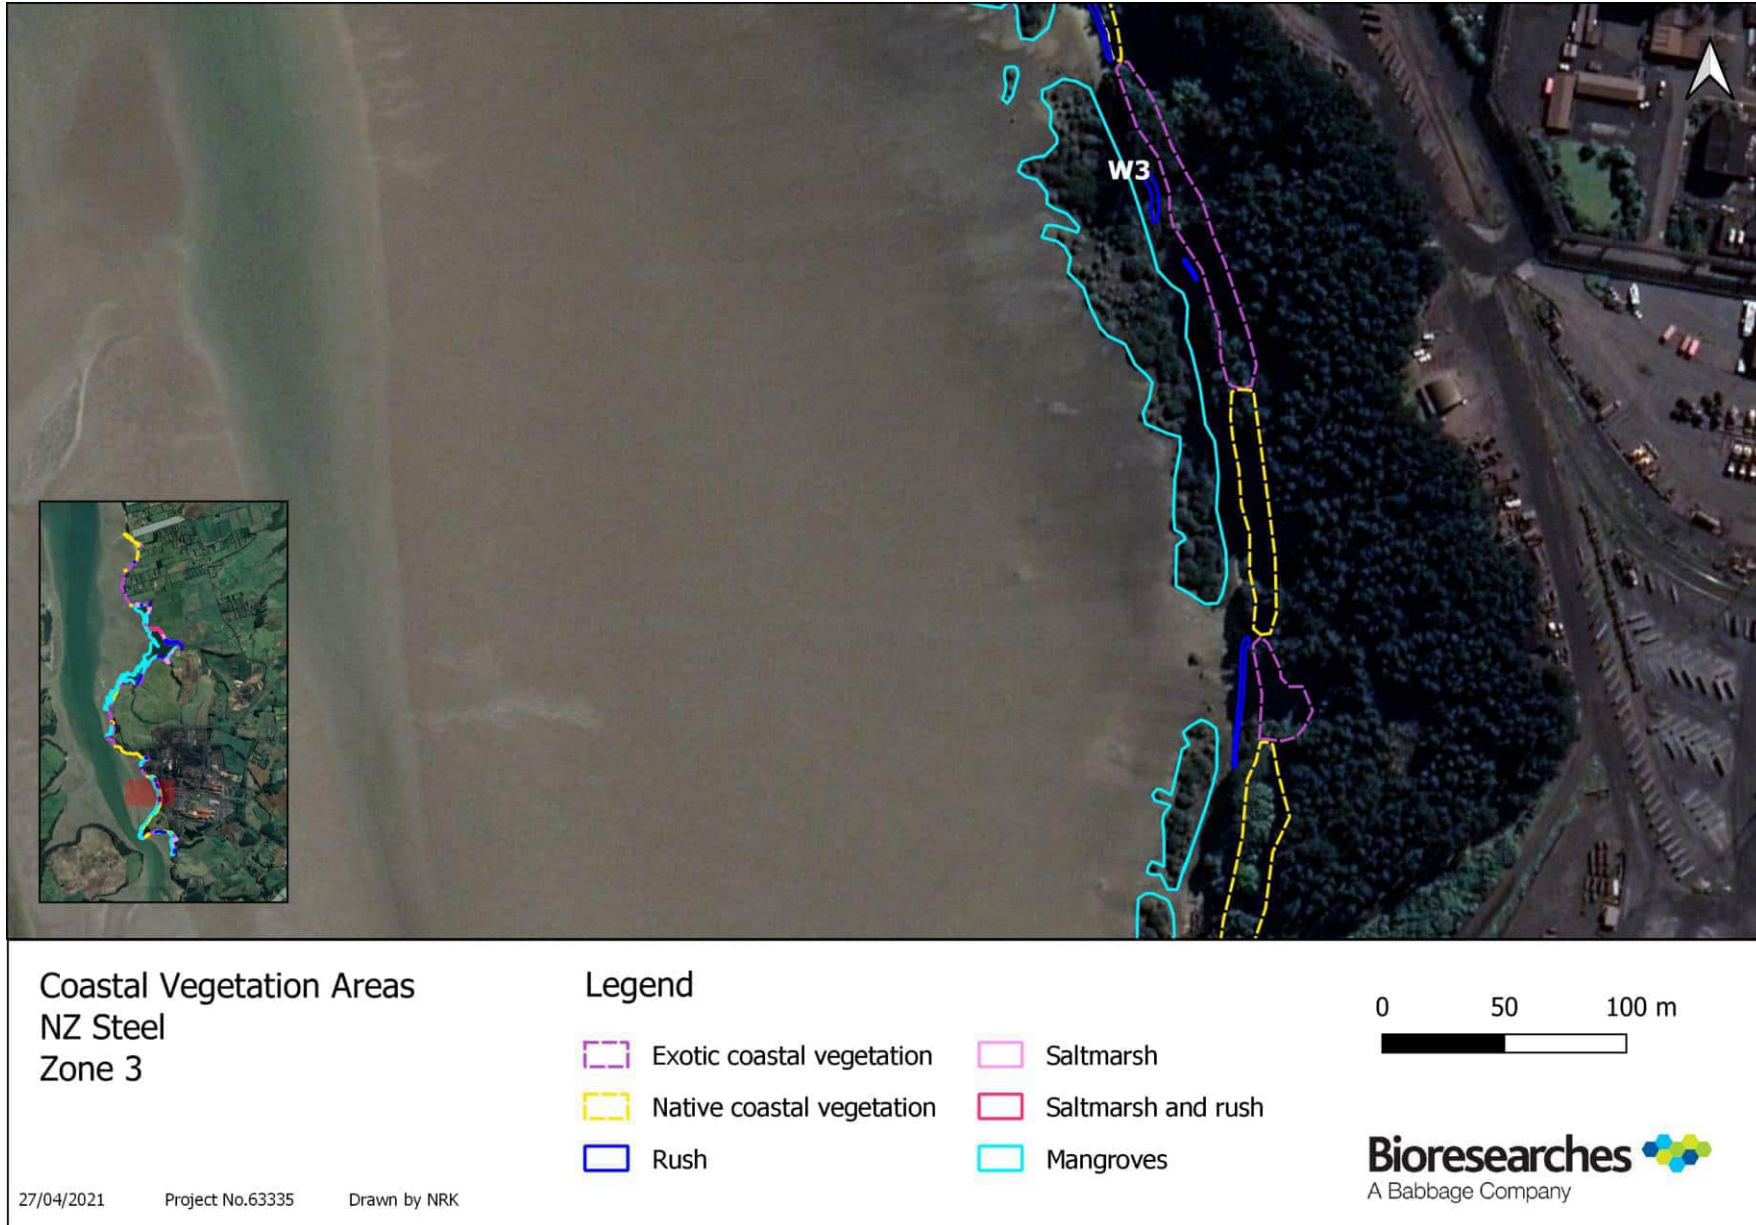 W3
Coastal Vegetation Areas
NZ Steel
Zone 3
Legend
Exotic coastal vegetation
Native coastal vegetation
Rush
Saltmarsh
Saltmarsh and rush
Mangroves
0 50 100 m
Bioresearches
A Babbage Company
27/04/2021 Project No.63335 Drawn by NRK